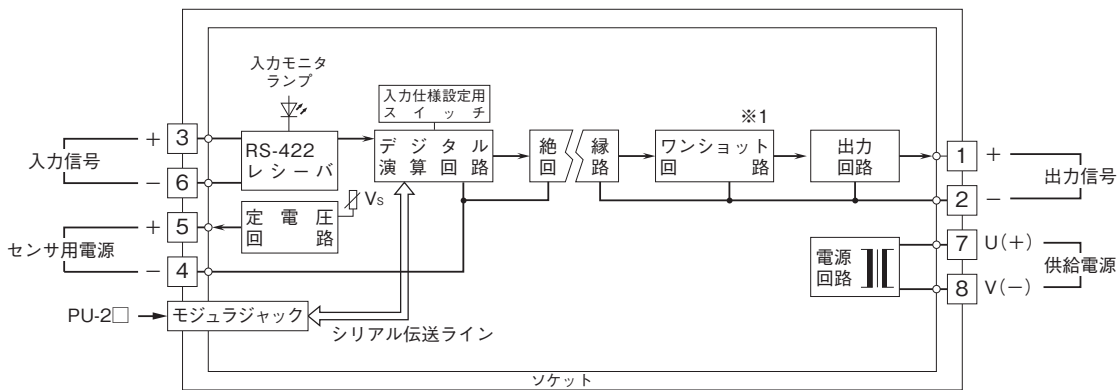 入力モニタ
ランプ
入力仕様設定用
スイッチ
※1
+ 3
入力信号
− 6
RS-422
レシーバ
デジタル
演算回路
絶縁
回路
ワンショット
回路
出力
回路
1 +
出力信号
2 −
+ 5
センサ用電源
− 4
定電圧
回路
Vs
電源
回路
7 U(+)
供給電源
8 V(−)
PU-2□
モジュラジャック
シリアル伝送ライン
ソケット